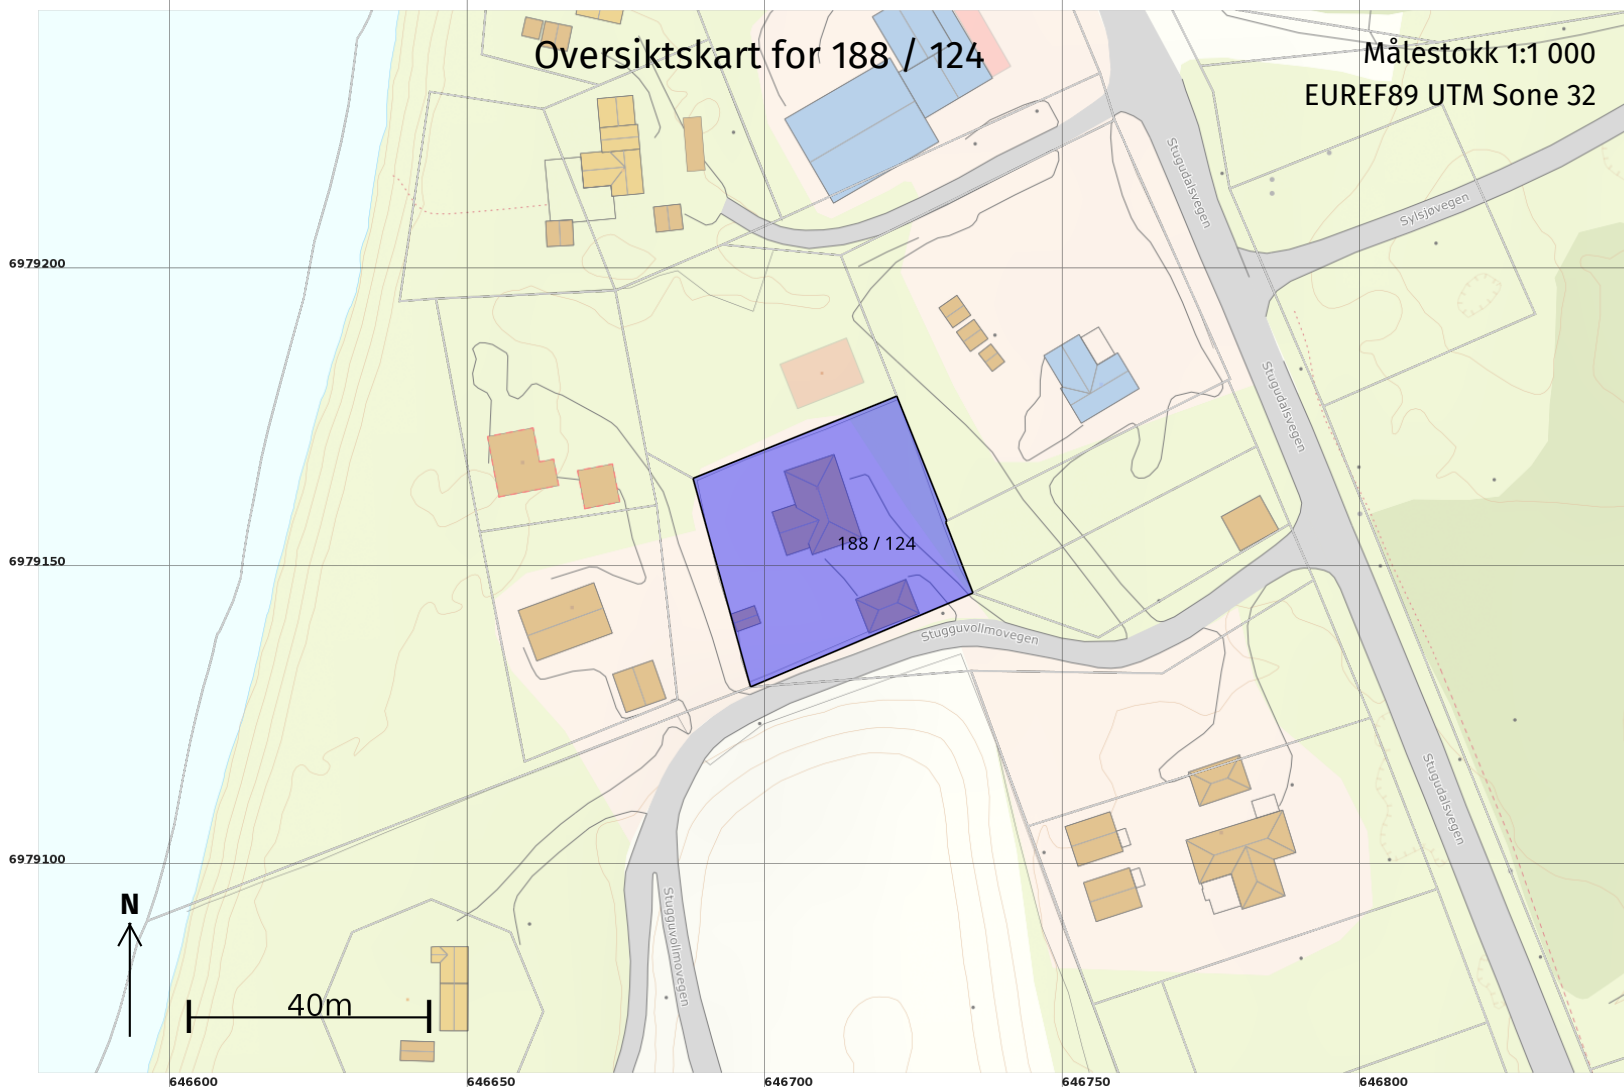 Oversiktskart for 188 / 124
Målestokk 1:1 000
EUREF89 UTM Sone 32
Stugudalsvegen
Sylsjøvegen
6979200
Stugudalsvegen
188 / 124
6979150
Stugguvollmovegen
Stugudalsvegen
6979100
N
Stugguvollmovegen
40m
646600
646650
646700
646750
646800